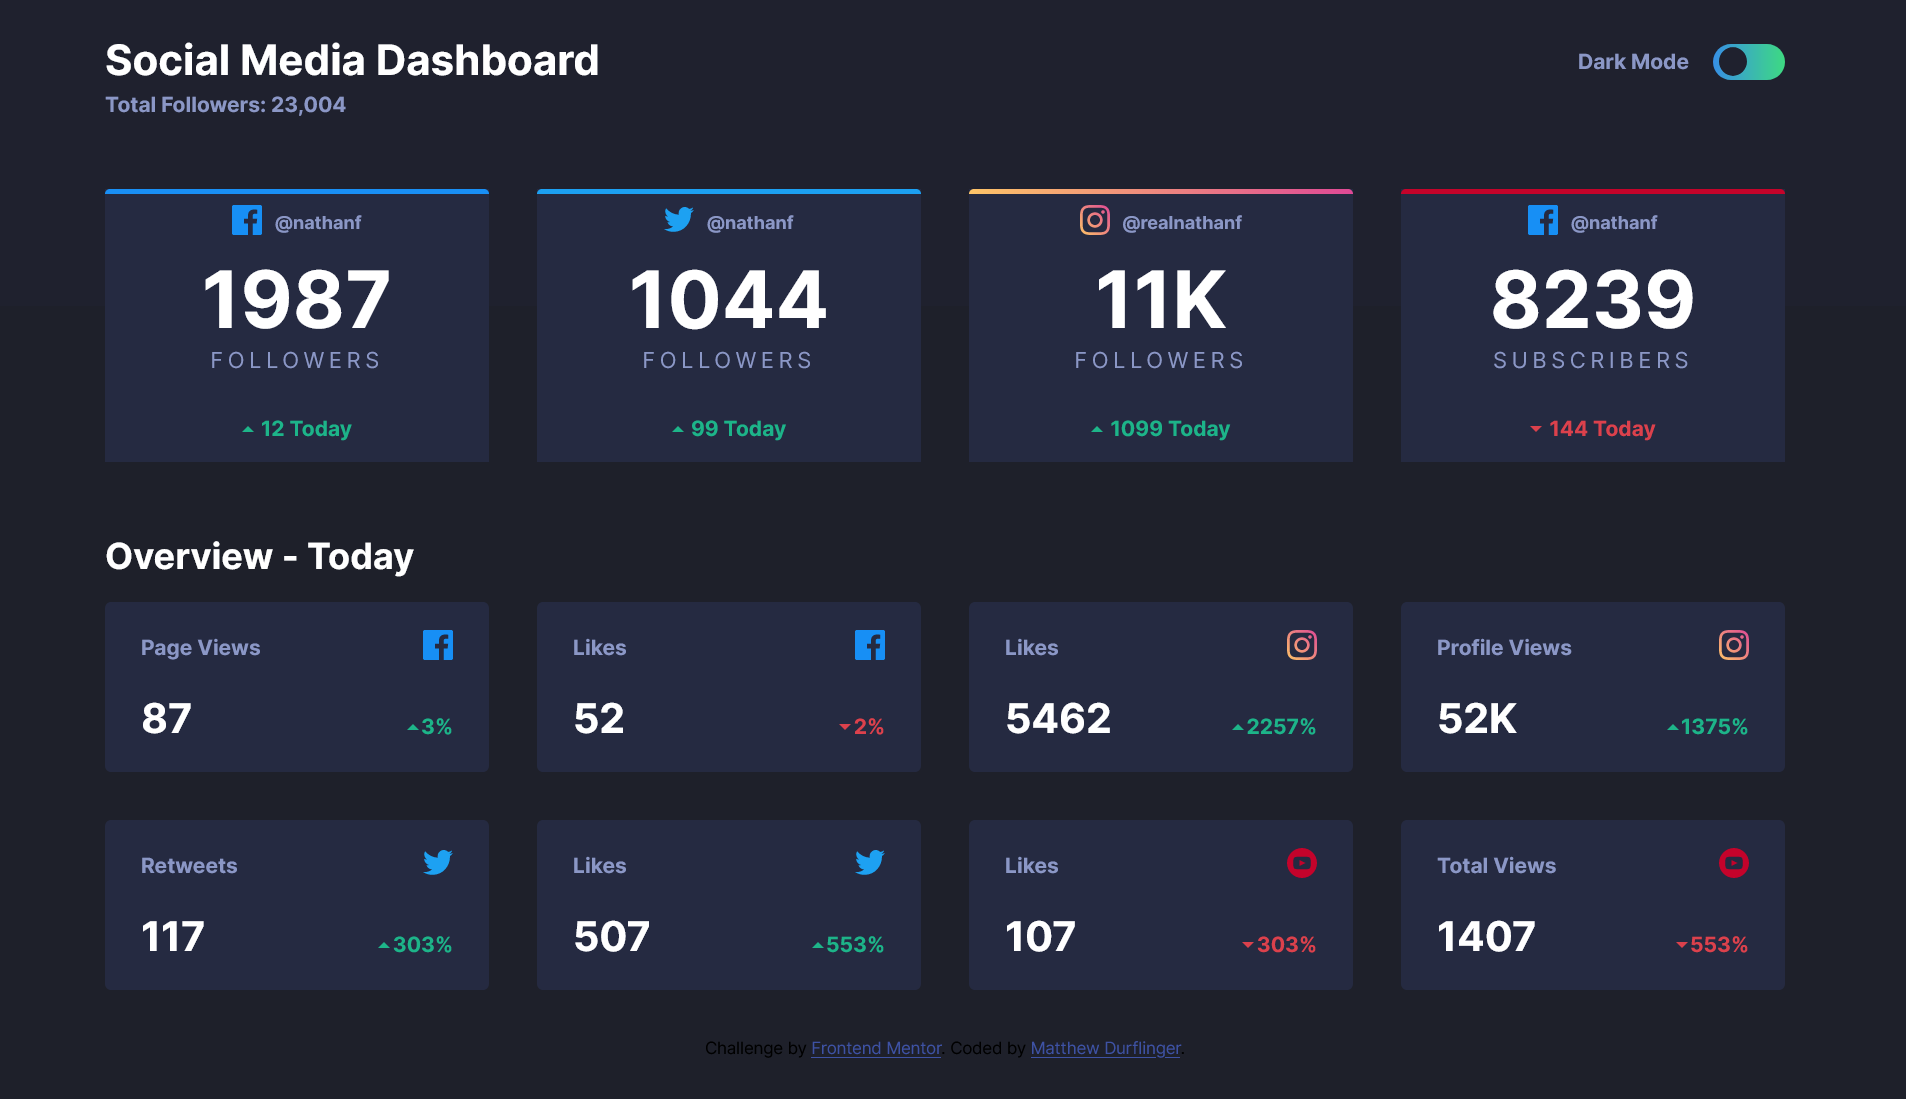 Social Media Dashboard
Dark Mode
Total Followers: 23,004
@nathanf
1987
FOLLOWERS
12 Today
@nathanf
1044
FOLLOWERS
99 Today
@realnathanf
11K
FOLLOWERS
1099 Today
@nathanf
8239
SUBSCRIBERS
144 Today
Overview - Today
Page Views
87
3%
Likes
52
2%
Likes
5462
2257%
Profile Views
52K
1375%
Retweets
117
303%
Likes
507
553%
Likes
107
303%
Total Views
1407
553%
Challenge by Frontend Mentor. Coded by Matthew Durflinger.